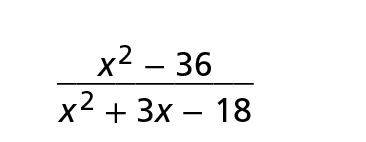 x² − 36
x² + 3x − 18